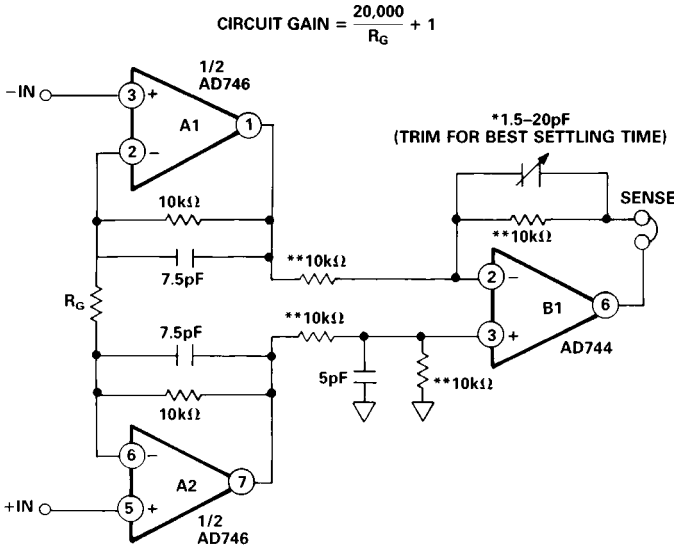 CIRCUIT GAIN = 20,000 / R_G + 1
1/2
AD746
–IN
3
+
A1
1
2
–
*1.5–20pF
(TRIM FOR BEST SETTLING TIME)
SENSE
10kΩ
**10kΩ
7.5pF
**10kΩ
2
–
R_G
B1
6
7.5pF
**10kΩ
3
+
AD744
5pF
**10kΩ
10kΩ
6
–
A2
7
+IN
5
+
1/2
AD746